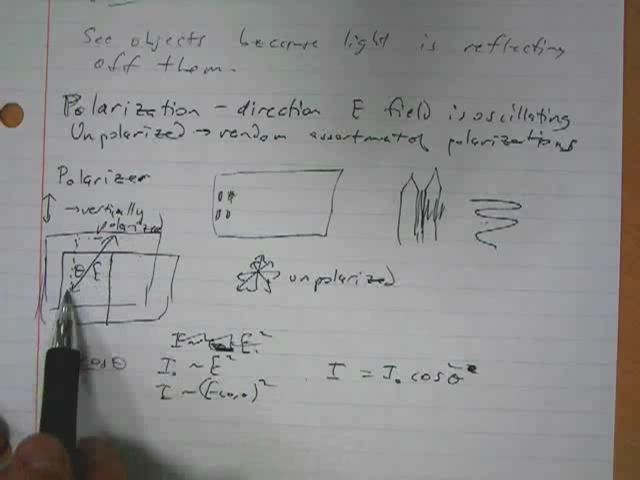 See objects because light is reflecting
off them.
Polarization - direction E field is oscillating
Unpolarized → random assortment of polarizations
Polarizer
→ vertically
polarized
θ E
unpolarized
cos θ
I₀ ~ E²
I ~ (E cos θ)²
I = I₀ cos²θ